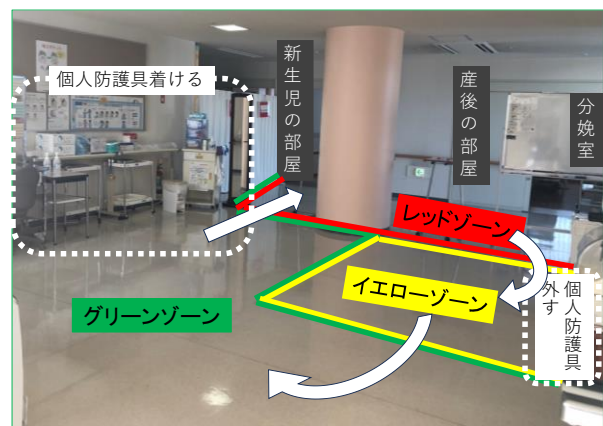 個人防護具着ける
新生児の部屋
産後の部屋
分娩室
レッドゾーン
イエローゾーン
グリーンゾーン
個人防護具
外す